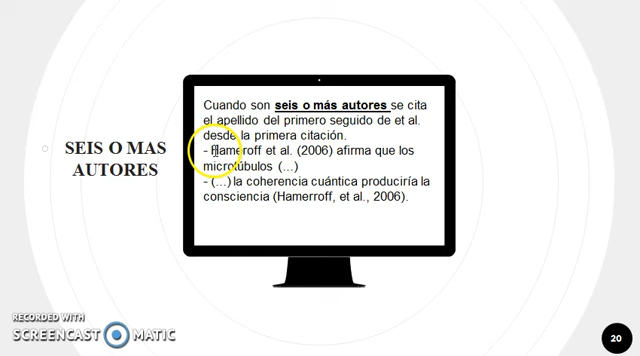 SEIS O MAS
AUTORES
Cuando son seis o más autores se cita
el apellido del primero seguido de et al.
desde la primera citación.
- Hameroff et al. (2006) afirma que los
microtúbulos (...)
- (...) la coherencia cuántica produciría la
consciencia (Hamerroff, et al., 2006).
RECORDED WITH
SCREENCAST MATIC
20